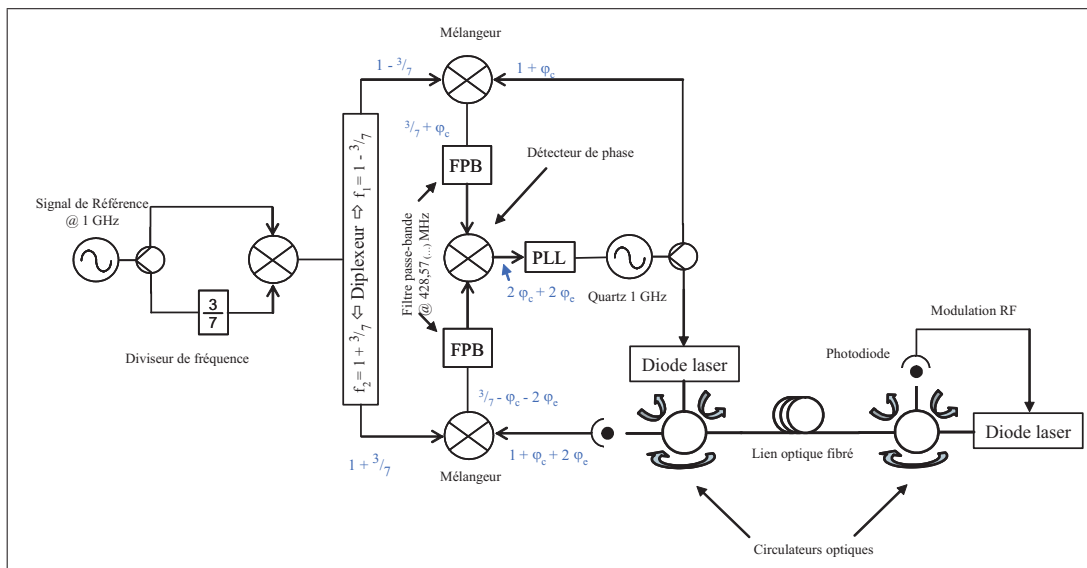 Mélangeur
1 - 3/7
1 + φc
3/7 + φc
FPB
Détecteur de phase
Signal de Référence
@ 1 GHz
f2 = 1 + 3/7 ⇦ Diplexeur ⇨ f1 = 1 - 3/7
Filtre passe-bande
@ 428,57 (...) MHz
PLL
2 φc + 2 φe
Quartz 1 GHz
3
7
Diviseur de fréquence
FPB
Modulation RF
Photodiode
Diode laser
3/7 - φc - 2 φe
Diode laser
1 + 3/7
1 + φc + 2 φe
Lien optique fibré
Mélangeur
Circulateurs optiques